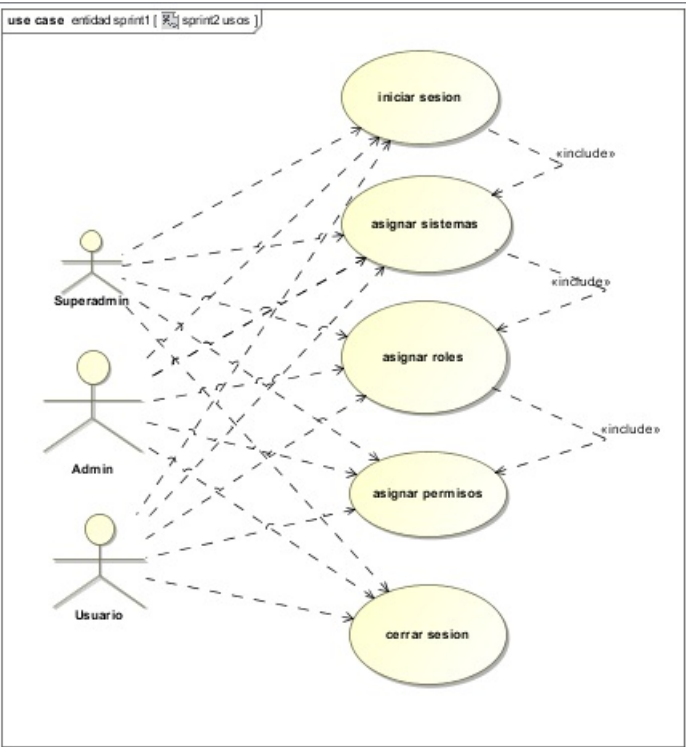 use case entidad sprint1 [ sprint2 usos ]
iniciar sesion
«include»
asignar sistemas
«include»
Superadmin
asignar roles
Admin
«include»
asignar permisos
Usuario
cerrar sesion